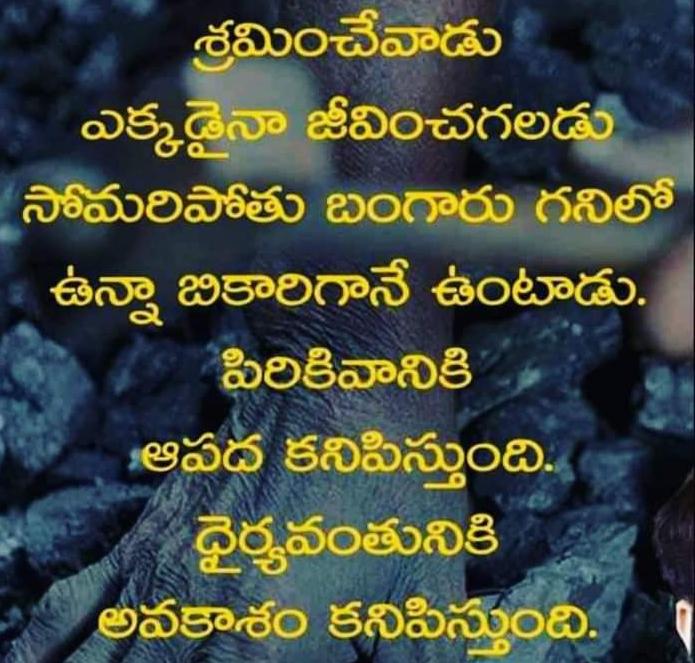 శ్రమించేవాడు
ఎక్కడైనా జీవించగలడు
సోమరిపోతు బంగారు గనిలో
ఉన్నా బికారిగానే ఉంటాడు.
పిరికివానికి
ఆపద కనిపిస్తుంది.
ధైర్యవంతునికి
అవకాశం కనిపిస్తుంది.